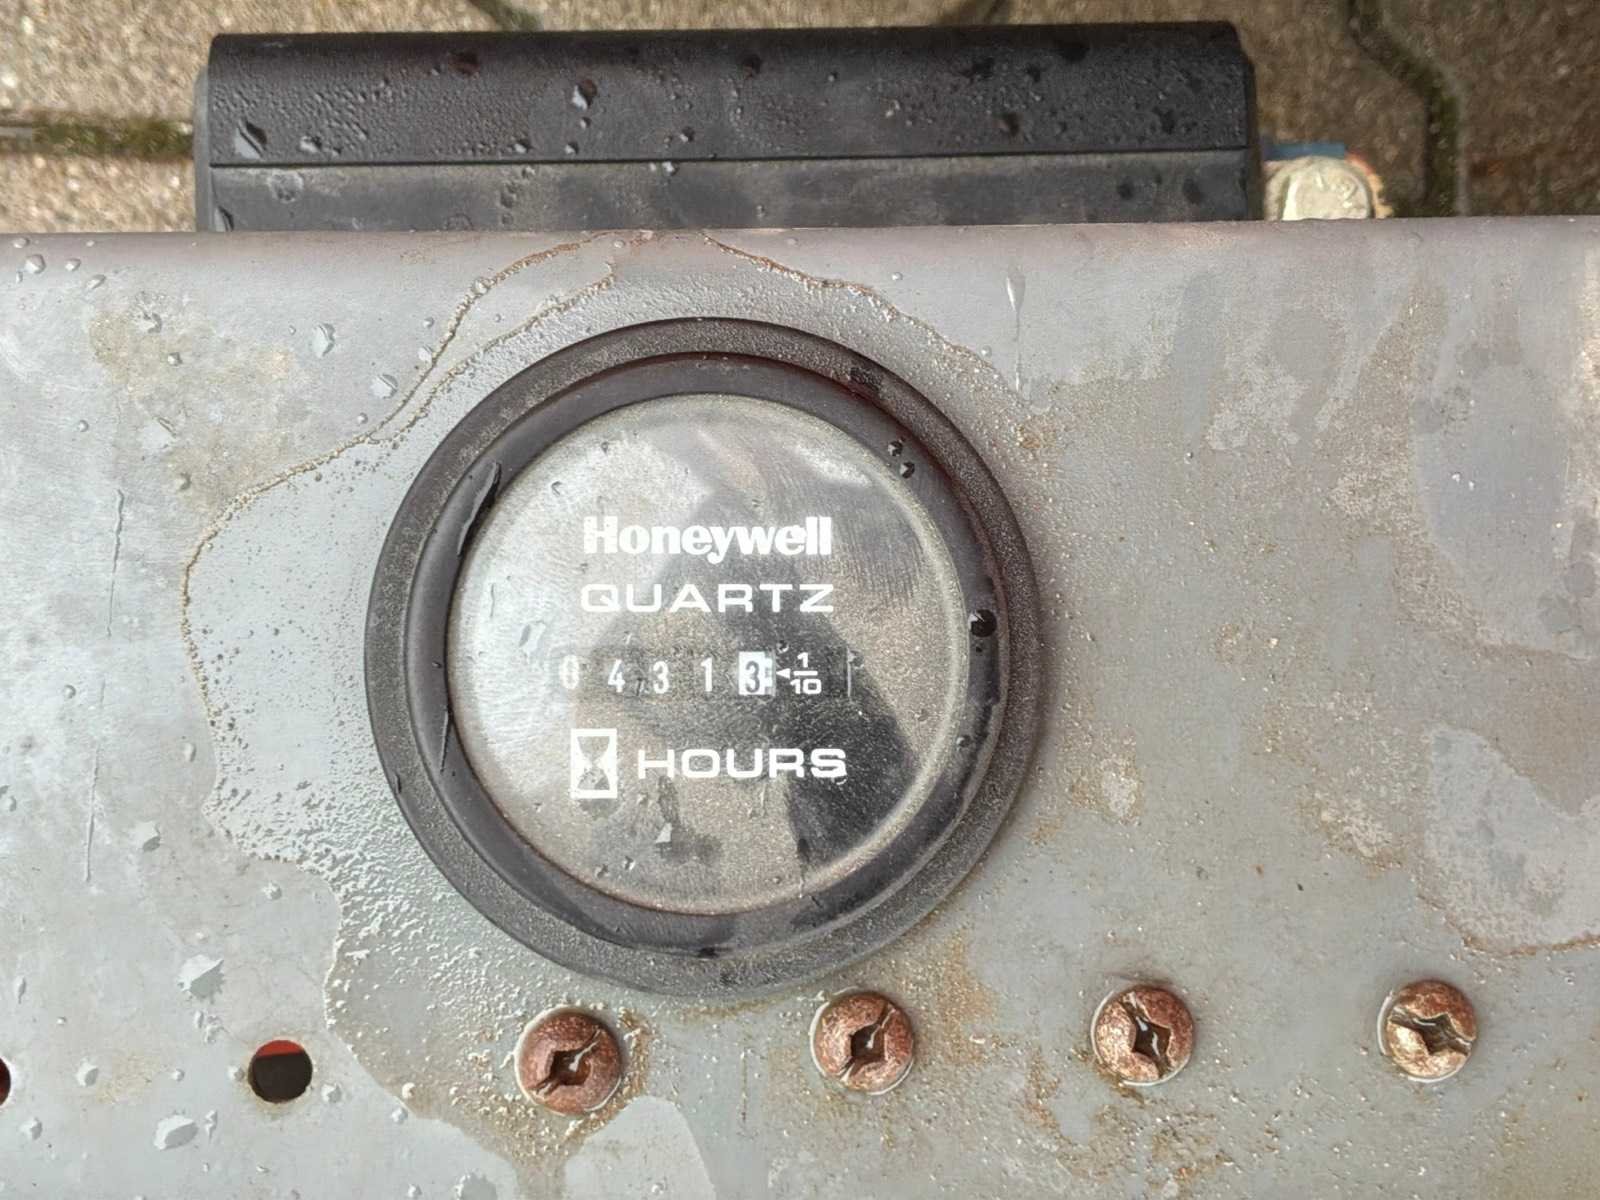 Honeywell
QUARTZ
0 4 3 1 3 1/10
HOURS